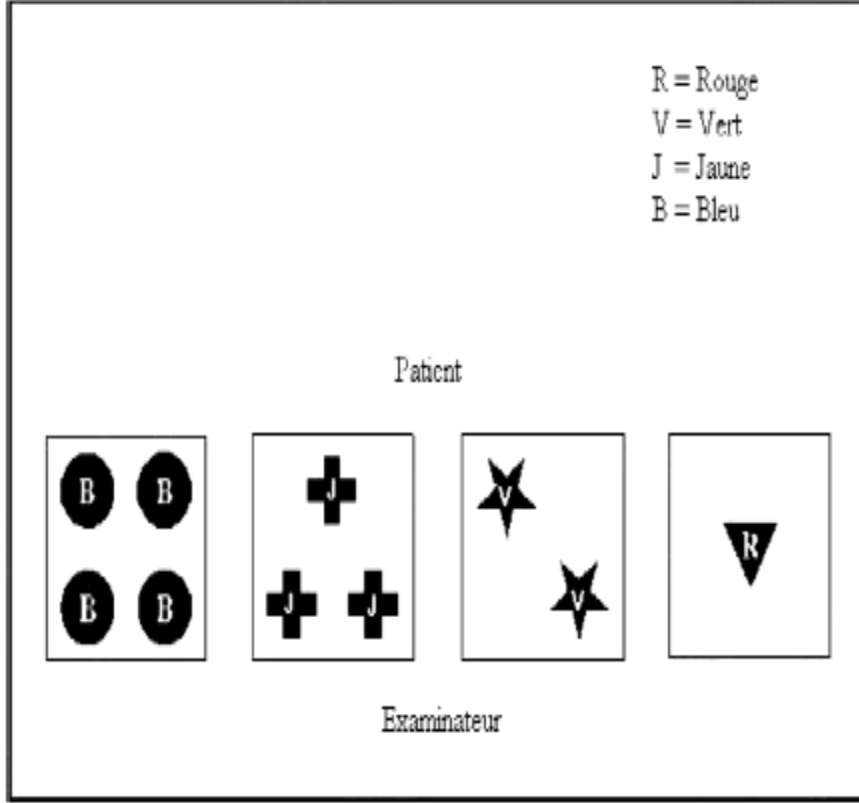 R = Rouge
V = Vert
J = Jaune
B = Bleu
Patient
B B J V
R
B B J J V
Examinateur